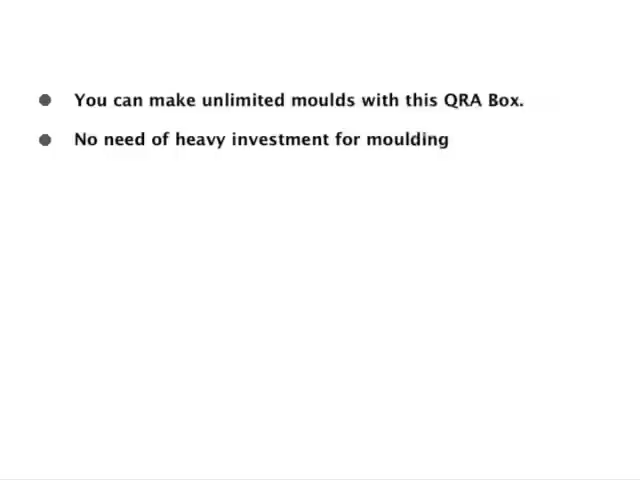 You can make unlimited moulds with this QRA Box.
No need of heavy investment for moulding